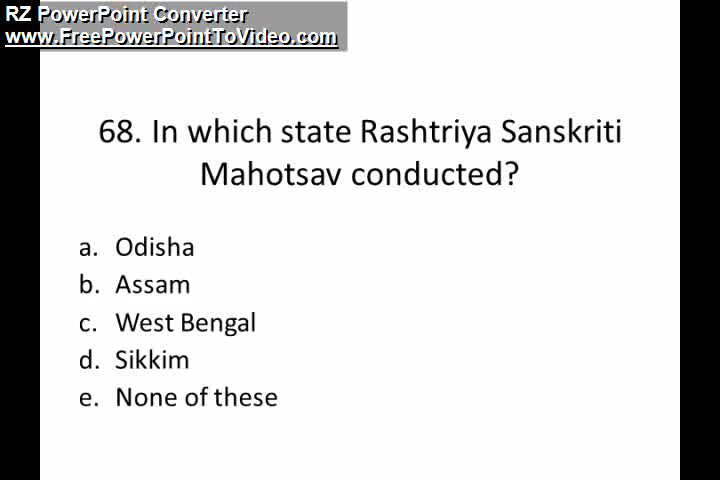 RZ PowerPoint Converter
www.FreePowerPointToVideo.com
68. In which state Rashtriya Sanskriti
Mahotsav conducted?
a. Odisha
b. Assam
c. West Bengal
d. Sikkim
e. None of these